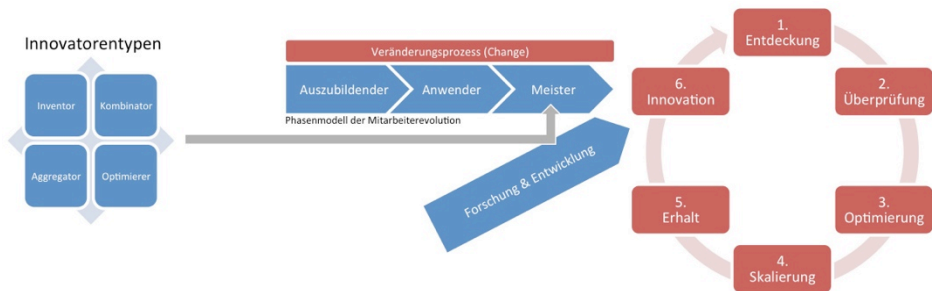 Innovatorentypen
Inventor
Kombinator
Aggregator
Optimierer
Veränderungsprozess (Change)
Auszubildender
Anwender
Meister
Phasenmodell der Mitarbeiterevolution
Forschung & Entwicklung
1.
Entdeckung
2.
Überprüfung
3.
Optimierung
4.
Skalierung
5.
Erhalt
6.
Innovation